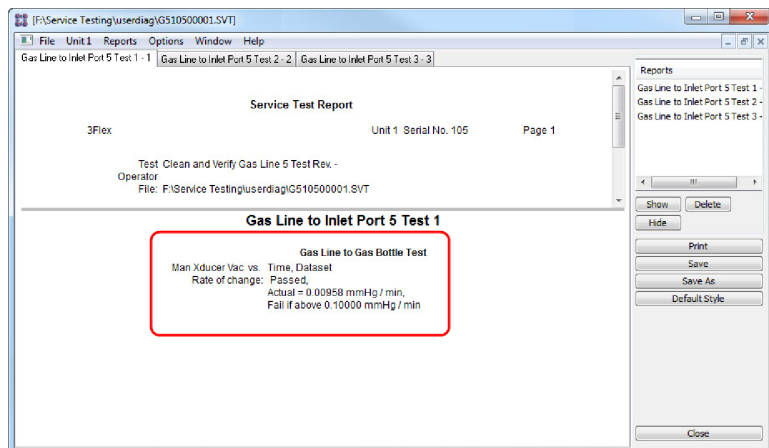 [F:\Service Testing\userdiag\G510500001.SVT]
File Unit 1 Reports Options Window Help
Gas Line to Inlet Port 5 Test 1 - 1 Gas Line to Inlet Port 5 Test 2 - 2 Gas Line to Inlet Port 5 Test 3 - 3
Service Test Report
3Flex Unit 1 Serial No. 105 Page 1
Test Clean and Verify Gas Line 5 Test Rev. -
Operator
File: F:\Service Testing\userdiag\G510500001.SVT
Gas Line to Inlet Port 5 Test 1
Gas Line to Gas Bottle Test
Man Xducer Vac vs. Time, Dataset
Rate of change: Passed,
Actual = 0.00958 mmHg / min,
Fail if above 0.10000 mmHg / min
Reports
Gas Line to Inlet Port 5 Test 1 -
Gas Line to Inlet Port 5 Test 2 -
Gas Line to Inlet Port 5 Test 3 -
Show Delete
Hide
Print
Save
Save As
Default Style
Close